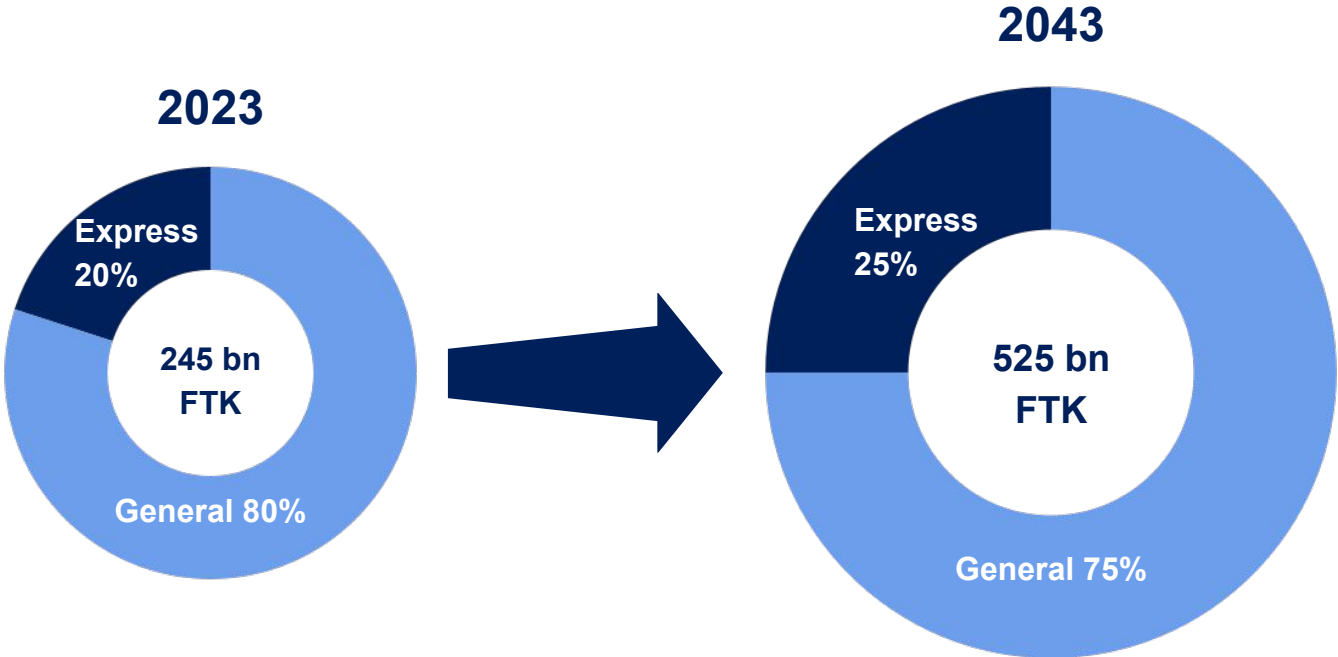 2023
Express
20%
245 bn
FTK
General 80%
2043
Express
25%
525 bn
FTK
General 75%